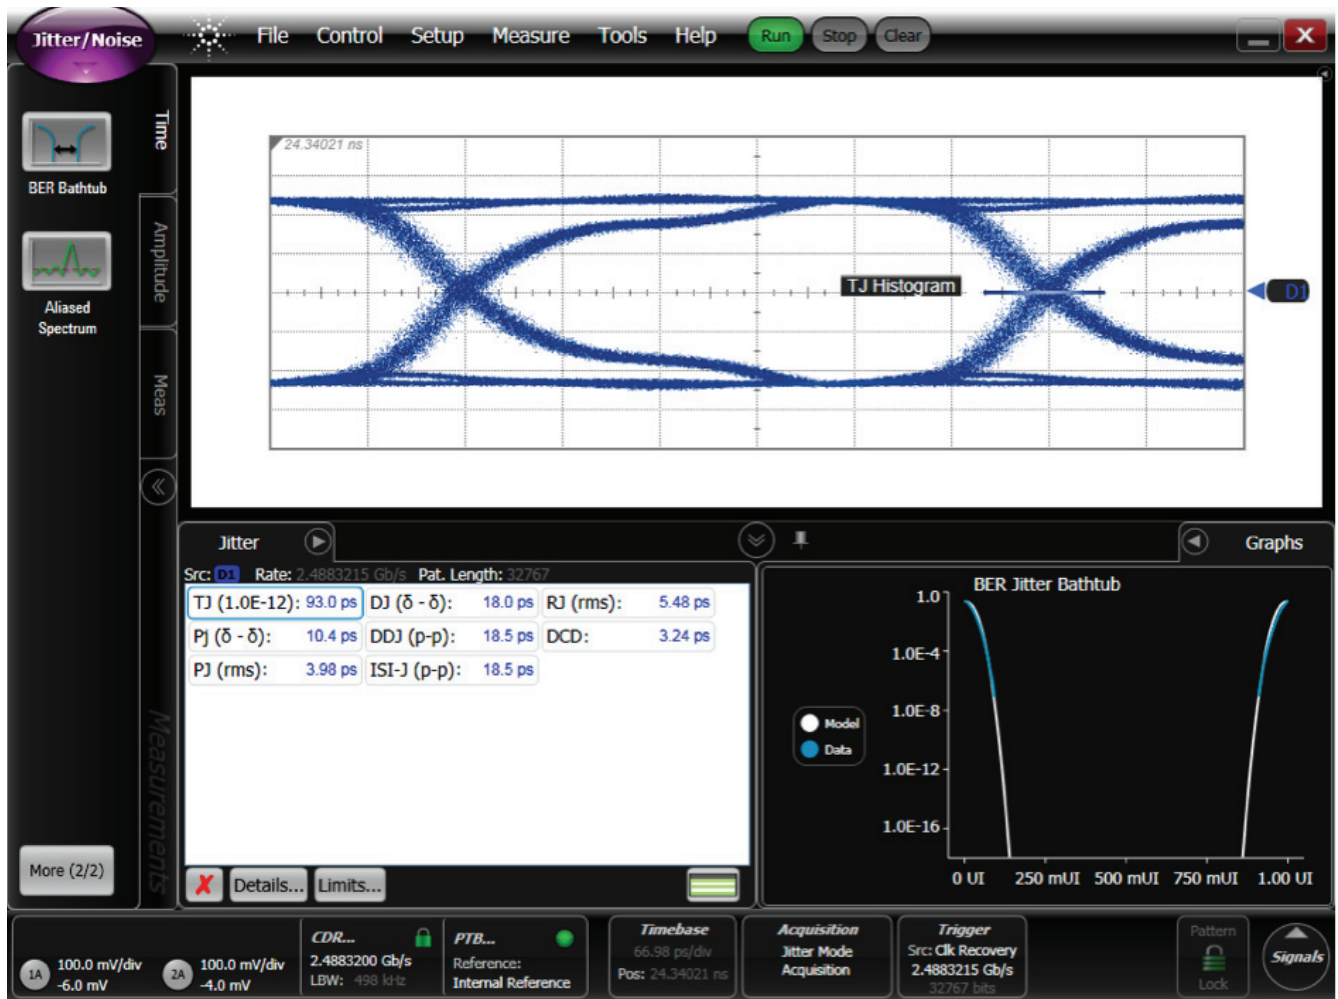 Jitter/Noise
File Control Setup Measure Tools Help Run Stop Clear
BER Bathtub
Aliased
Spectrum
More (2/2)
Time
Amplitude
Meas
Measurements
24.34021 ns
TJ Histogram
D1
Jitter
Graphs
Src: D1 Rate: 2.4883215 Gb/s Pat. Length: 32767
TJ (1.0E-12): 93.0 ps DJ (δ - δ): 18.0 ps RJ (rms): 5.48 ps
Pj (δ - δ): 10.4 ps DDJ (p-p): 18.5 ps DCD: 3.24 ps
PJ (rms): 3.98 ps ISI-J (p-p): 18.5 ps
Details... Limits...
BER Jitter Bathtub
1.0
1.0E-4
1.0E-8
1.0E-12
1.0E-16
Model
Data
0 UI 250 mUI 500 mUI 750 mUI 1.00 UI
1A 100.0 mV/div
-6.0 mV
2A 100.0 mV/div
-4.0 mV
CDR...
2.4883200 Gb/s
LBW: 498 kHz
PTB...
Reference:
Internal Reference
Timebase
66.98 ps/div
Pos: 24.34021 ns
Acquisition
Jitter Mode
Acquisition
Trigger
Src: Clk Recovery
2.4883215 Gb/s
32767 bits
Pattern
Lock
Signals